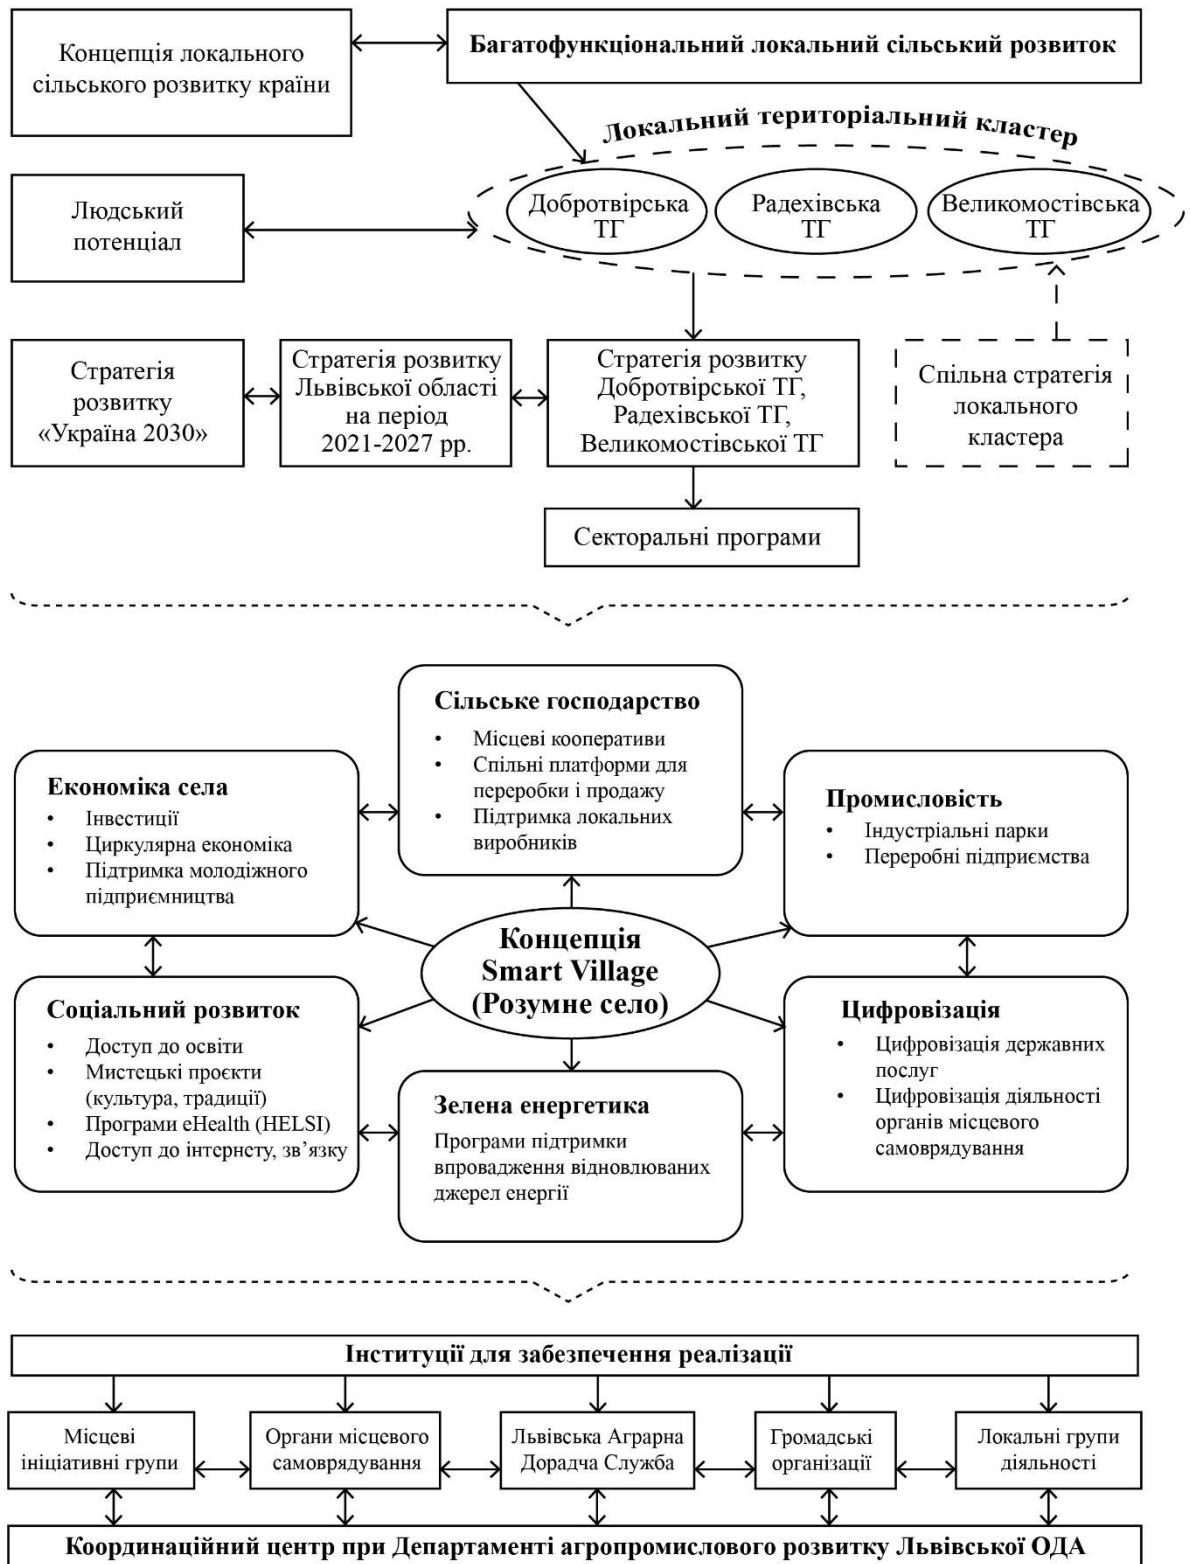 Концепція локального
сільського розвитку країни
Багатофункціональний локальний сільський розвиток
Локальний територіальний кластер
Людський
потенціал
Добротвірська
ТГ
Радехівська
ТГ
Великомостівська
ТГ
Стратегія
розвитку
«Україна 2030»
Стратегія розвитку
Львівської області
на період
2021-2027 рр.
Стратегія розвитку
Добротвірської ТГ,
Радехівської ТГ,
Великомостівської ТГ
Спільна стратегія
локального
кластера
Секторальні програми
Сільське господарство
• Місцеві кооперативи
• Спільні платформи для
переробки і продажу
• Підтримка локальних
виробників
Економіка села
• Інвестиції
• Циркулярна економіка
• Підтримка молодіжного
підприємництва
Промисловість
• Індустріальні парки
• Переробні підприємства
Концепція
Smart Village
(Розумне село)
Соціальний розвиток
• Доступ до освіти
• Мистецькі проєкти
(культура, традиції)
• Програми eHealth (HELSI)
• Доступ до інтернету, зв’язку
Зелена енергетика
Програми підтримки
впровадження відновлюваних
джерел енергії
Цифровізація
• Цифровізація державних
послуг
• Цифровізація діяльності
органів місцевого
самоврядування
Інституції для забезпечення реалізації
Місцеві
ініціативні групи
Органи місцевого
самоврядування
Львівська Аграрна
Дорадча Служба
Громадські
організації
Локальні групи
діяльності
Координаційний центр при Департаменті агропромислового розвитку Львівської ОДА